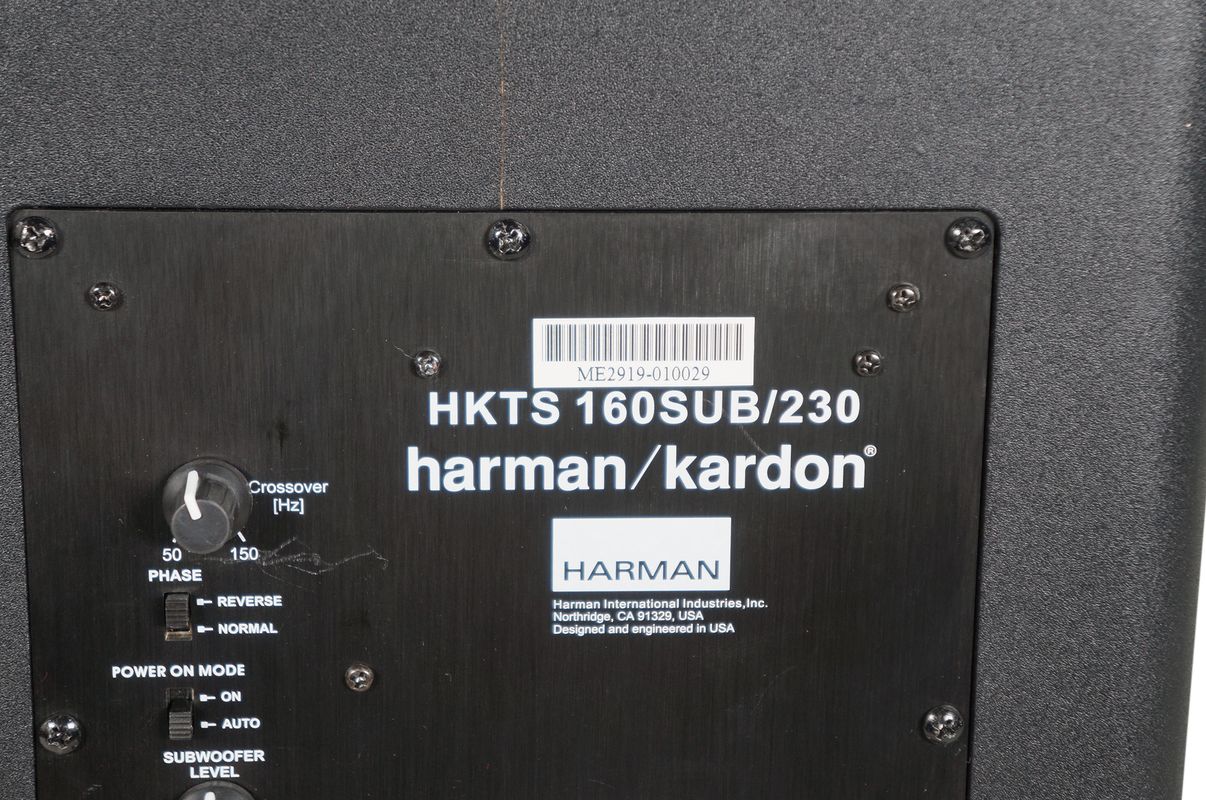 ME2919-010029
HKTS 160SUB/230
harman/kardon®
Crossover
[Hz]
50 150
PHASE
REVERSE
NORMAL
POWER ON MODE
ON
AUTO
SUBWOOFER
LEVEL
HARMAN
Harman International Industries,Inc.
Northridge, CA 91329, USA
Designed and engineered in USA